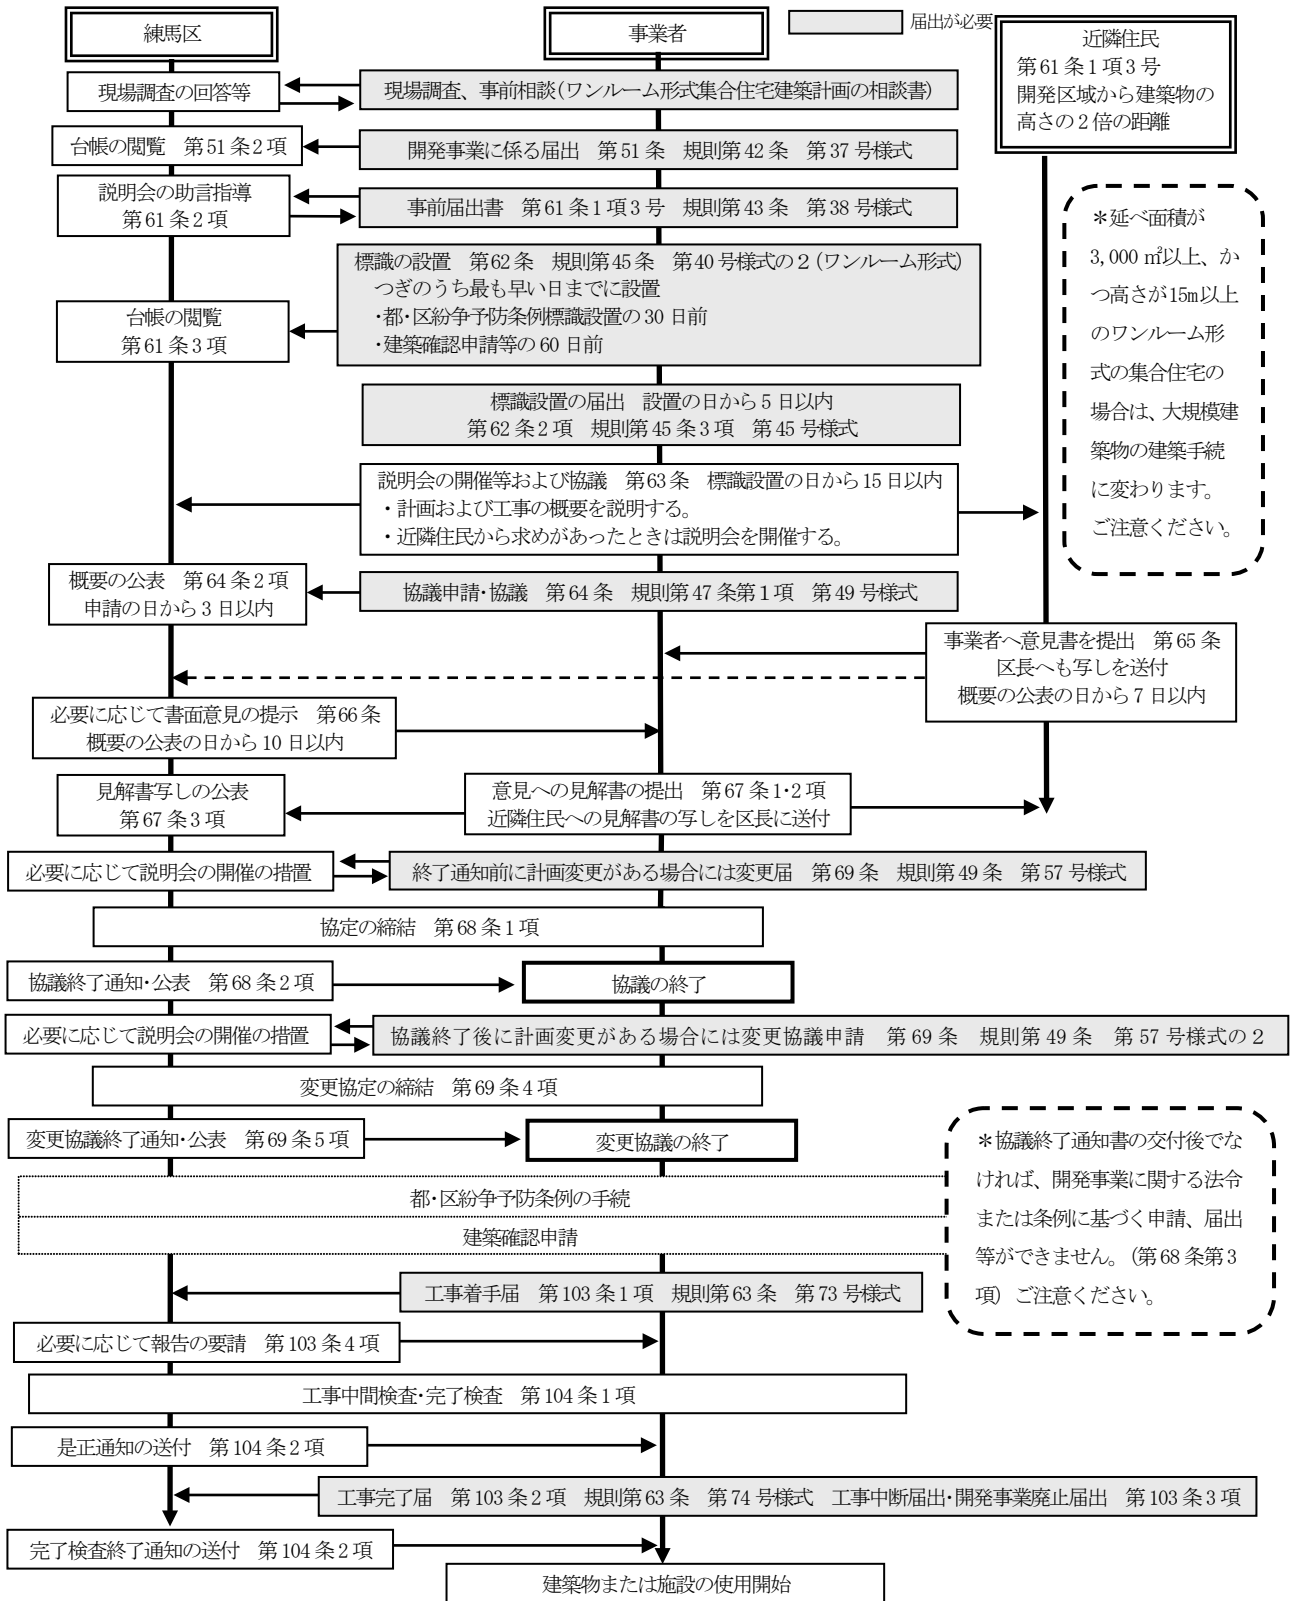 練馬区
事業者
届出が必要
近隣住民
第61条1項3号
開発区域から建築物の
高さの2倍の距離
現場調査の回答等
現場調査、事前相談(ワンルーム形式集合住宅建築計画の相談書)
台帳の閲覧　第51条2項
開発事業に係る届出　第51条　規則第42条　第37号様式
説明会の助言指導
第61条2項
事前届出書　第61条1項3号　規則第43条　第38号様式
＊延べ面積が
3,000㎡以上、か
つ高さが15m以上
のワンルーム形
式の集合住宅の
場合は、大規模建
築物の建築手続
に変わります。
ご注意ください。
標識の設置　第62条　規則第45条　第40号様式の2(ワンルーム形式)
つぎのうち最も早い日までに設置
・都・区紛争予防条例標識設置の30日前
・建築確認申請等の60日前
台帳の閲覧
第61条3項
標識設置の届出　設置の日から5日以内
第62条2項　規則第45条3項　第45号様式
説明会の開催等および協議　第63条　標識設置の日から15日以内
・計画および工事の概要を説明する。
・近隣住民から求めがあったときは説明会を開催する。
概要の公表　第64条2項
申請の日から3日以内
協議申請・協議　第64条　規則第47条第1項　第49号様式
事業者へ意見書を提出　第65条
区長へも写しを送付
概要の公表の日から7日以内
必要に応じて書面意見の提示　第66条
概要の公表の日から10日以内
見解書写しの公表
第67条3項
意見への見解書の提出　第67条1・2項
近隣住民への見解書の写しを区長に送付
必要に応じて説明会の開催の措置
終了通知前に計画変更がある場合には変更届　第69条　規則第49条　第57号様式
協定の締結　第68条1項
協議終了通知・公表　第68条2項
協議の終了
必要に応じて説明会の開催の措置
協議終了後に計画変更がある場合には変更協議申請　第69条　規則第49条　第57号様式の2
変更協定の締結　第69条4項
変更協議終了通知・公表　第69条5項
変更協議の終了
＊協議終了通知書の交付後でな
ければ、開発事業に関する法令
または条例に基づく申請、届出
等ができません。(第68条第3
項) ご注意ください。
都・区紛争予防条例の手続
建築確認申請
工事着手届　第103条1項　規則第63条　第73号様式
必要に応じて報告の要請　第103条4項
工事中間検査・完了検査　第104条1項
是正通知の送付　第104条2項
工事完了届　第103条2項　規則第63条　第74号様式　工事中断届出・開発事業廃止届出　第103条3項
完了検査終了通知の送付　第104条2項
建築物または施設の使用開始